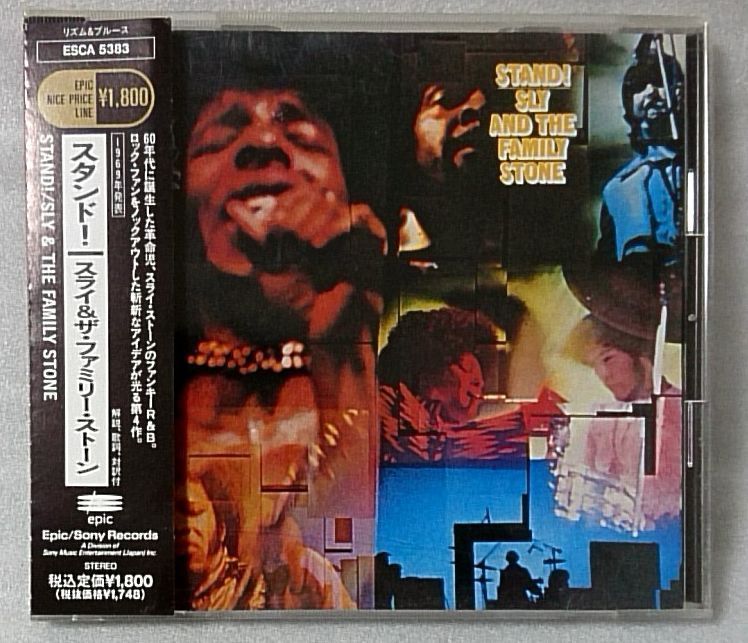 リズム&ブルース
ESCA 5383
EPIC
NICE PRICE
LINE
¥1,800
60年代に誕生した革命児、スライ・ストーンのファンキーR&B。
ロック・ファンをノックアウトした斬新なアイデアが光る第4作。
1969年発表
スタンド!
スライ&ザ・ファミリー・ストーン
解説、歌詞、対訳付
STAND!/SLY & THE FAMILY STONE
epic
Epic/Sony Records
A Division of
Sony Music Entertainment (Japan) Inc.
STEREO
税込定価¥1,800
(税抜価格¥1,748)
STAND!
SLY
AND THE
FAMILY
STONE